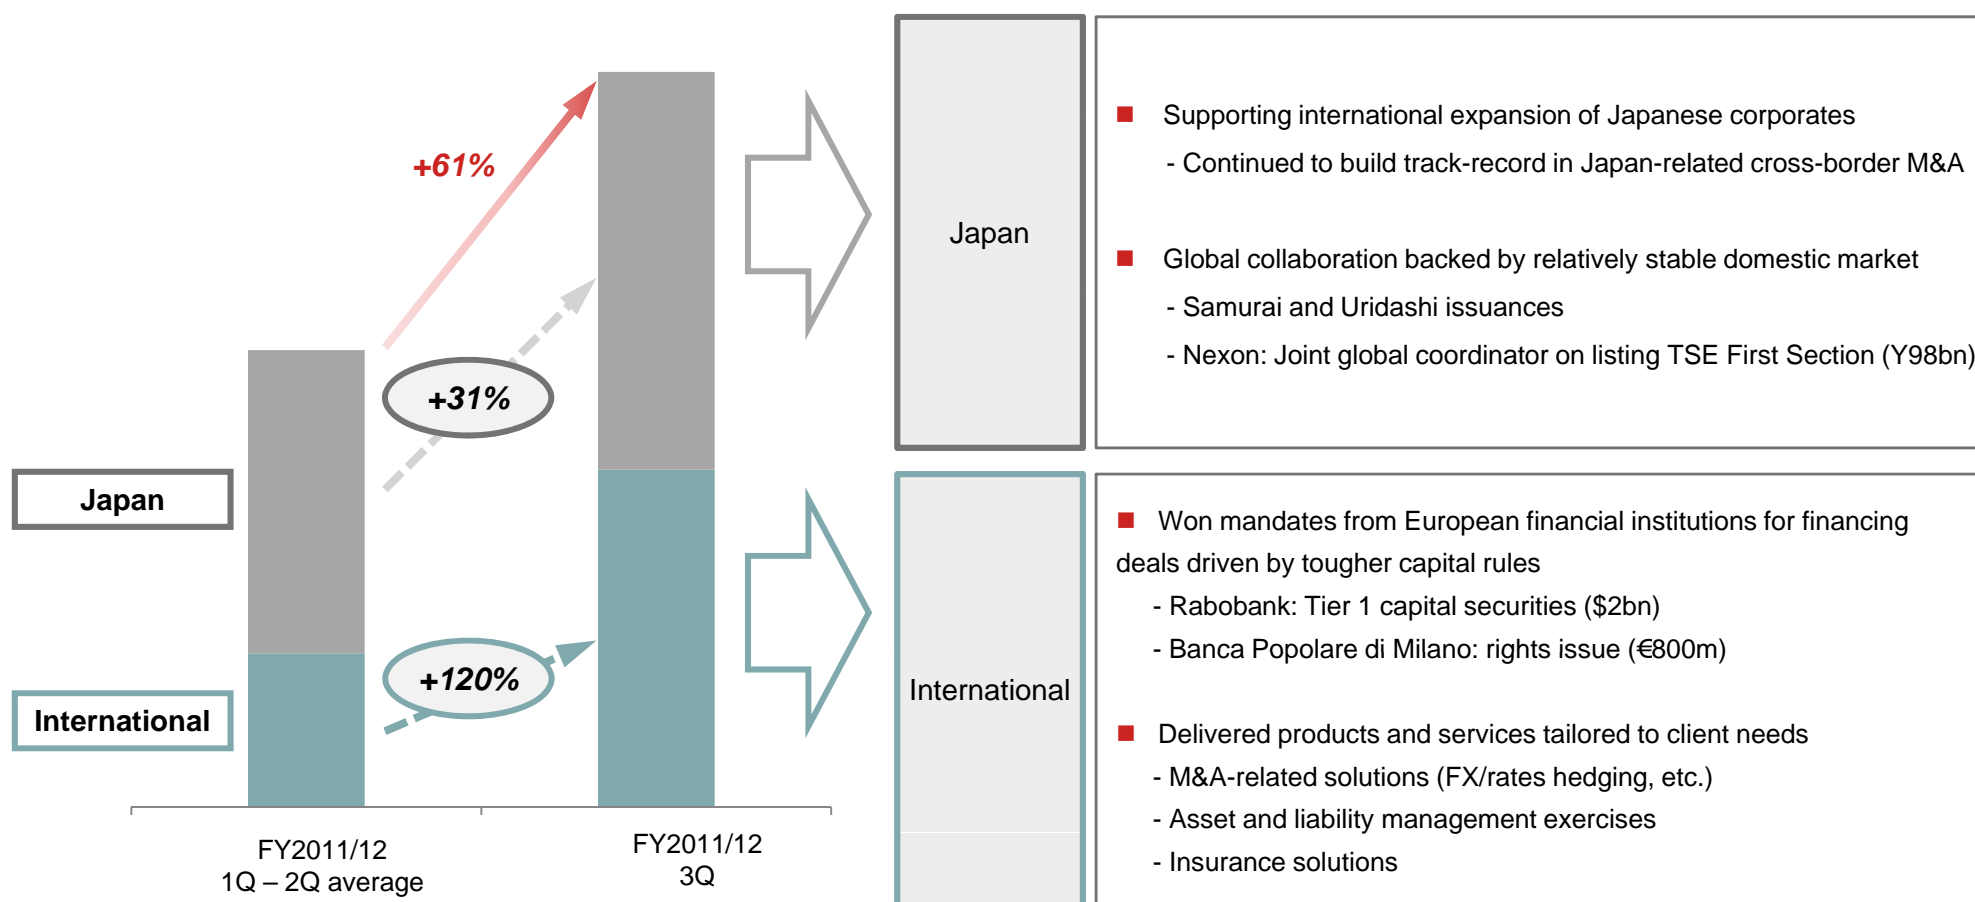 +61%
+31%
+120%
Japan
International
FY2011/12
1Q – 2Q average
FY2011/12
3Q
Japan
Supporting international expansion of Japanese corporates
- Continued to build track-record in Japan-related cross-border M&A
Global collaboration backed by relatively stable domestic market
- Samurai and Uridashi issuances
- Nexon: Joint global coordinator on listing TSE First Section (Y98bn)
International
Won mandates from European financial institutions for financing
deals driven by tougher capital rules
- Rabobank: Tier 1 capital securities ($2bn)
- Banca Popolare di Milano: rights issue (€800m)
Delivered products and services tailored to client needs
- M&A-related solutions (FX/rates hedging, etc.)
- Asset and liability management exercises
- Insurance solutions